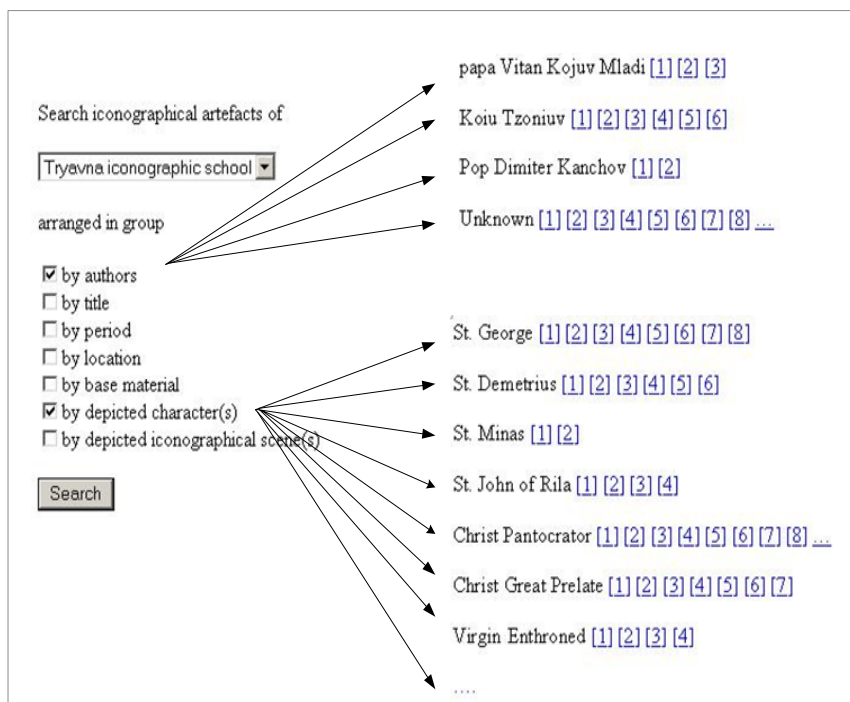 Search iconographical artefacts of
Tryavna iconographic school
arranged in group
by authors
by title
by period
by location
by base material
by depicted character(s)
by depicted iconographical scene(s)
Search
papa Vitan Kojuv Mladi [1] [2] [3]
Koiu Tzoniuv [1] [2] [3] [4] [5] [6]
Pop Dimiter Kanchov [1] [2]
Unknown [1] [2] [3] [4] [5] [6] [7] [8] ...
St. George [1] [2] [3] [4] [5] [6] [7] [8]
St. Demetrius [1] [2] [3] [4] [5] [6]
St. Minas [1] [2]
St. John of Rila [1] [2] [3] [4]
Christ Pantocrator [1] [2] [3] [4] [5] [6] [7] [8] ...
Christ Great Prelate [1] [2] [3] [4] [5] [6] [7]
Virgin Enthroned [1] [2] [3] [4]
....